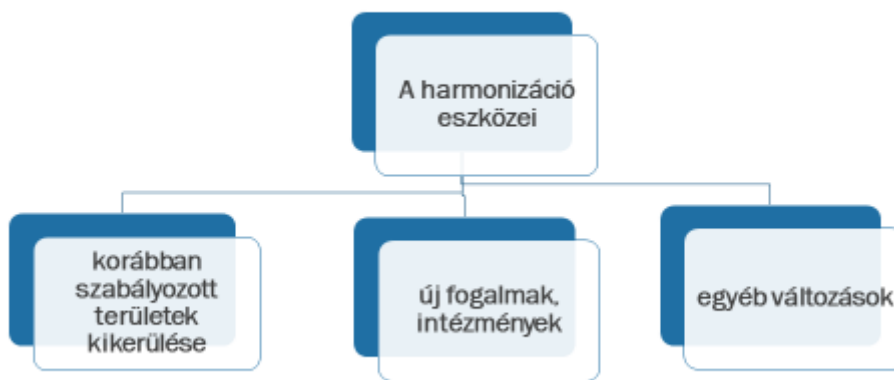 A harmonizáció
eszközei
korábban
szabályozott
területek
kikerülése
új fogalmak,
intézmények
egyéb változások